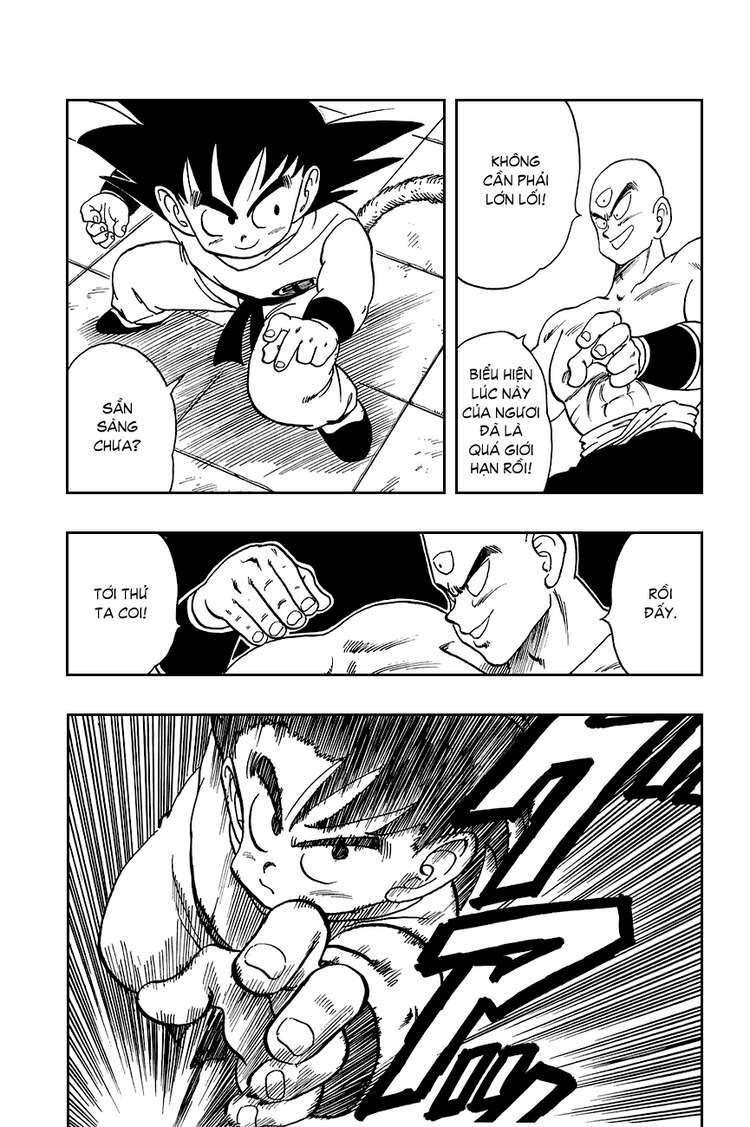 KHÔNG
CẦN PHẢI
LỚN LỐI!
BIỂU HIỆN
LÚC NÀY
CỦA NGƯƠI
ĐÃ LÀ
QUÁ GIỚI
HẠN RỒI!
SẴN
SÀNG
CHƯA?
RỒI
ĐẤY.
TỚI THỬ
TA COI!